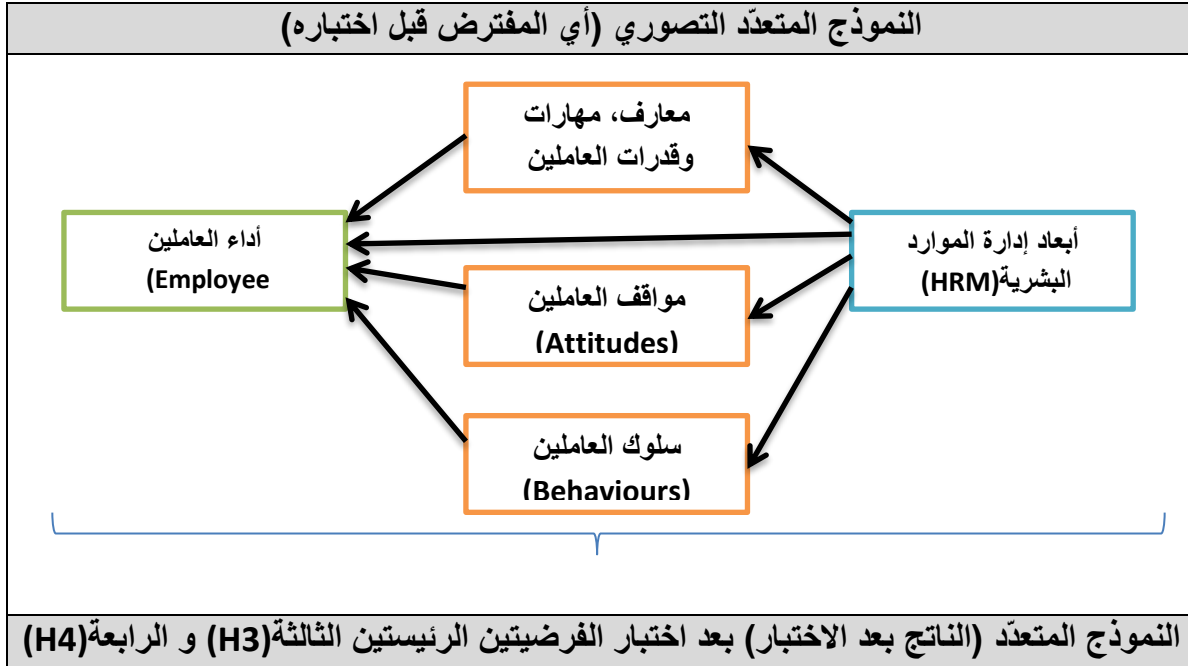 النموذج المتعدّد التصوري (أي المفترض قبل اختباره)
معارف، مهارات
وقدرات العاملين
أبعاد إدارة الموارد
البشرية(HRM)
أداء العاملين
(Employee
مواقف العاملين
(Attitudes)
سلوك العاملين
(Behaviours)
النموذج المتعدّد (الناتج بعد الاختبار) بعد اختبار الفرضيتين الرئيستين الثالثة(H3) و الرابعة(H4)